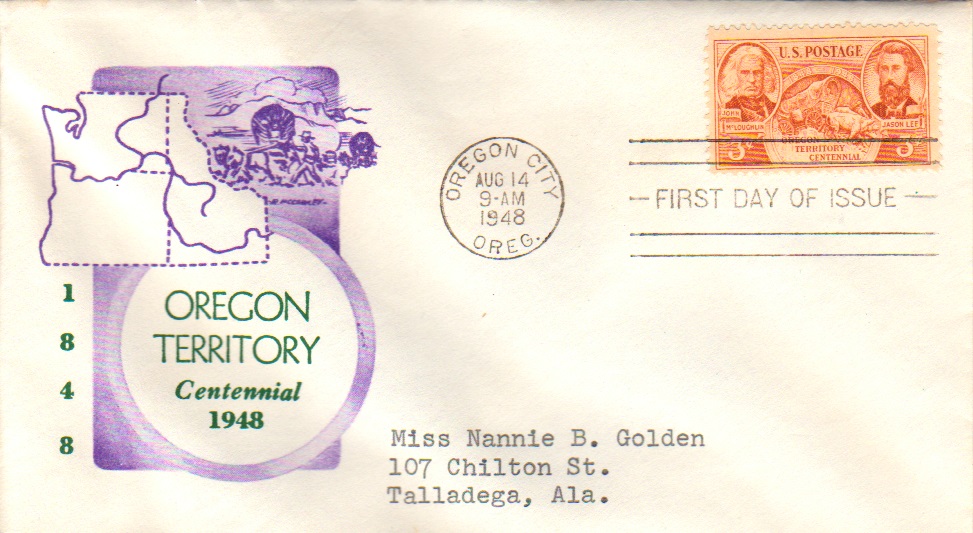 U.S. POSTAGE
JOHN
McLOUGHLIN
JASON LEE
3¢
OREGON
TERRITORY
CENTENNIAL
OREGON CITY
AUG 14
9-AM
1948
OREG.
FIRST DAY OF ISSUE
1
8
4
8
OREGON
TERRITORY
Centennial
1948
Miss Nannie B. Golden
107 Chilton St.
Talladega, Ala.